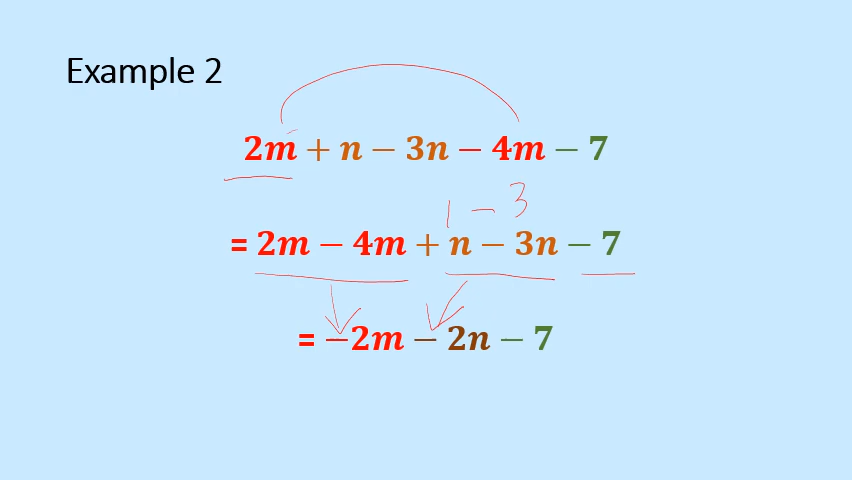 Example 2
2m + n − 3n − 4m − 7
1 − 3
= 2m − 4m + n − 3n − 7
= −2m − 2n − 7